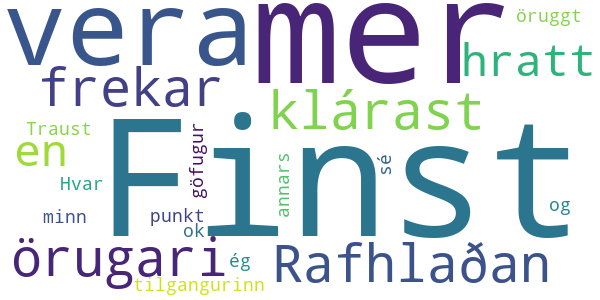 vera mer öruggt
frekar hratt
klárast
Traust Finst
en göfugur annars sé
Hvar
minn punkt og
ok
örugari ég Rafhlaðan
tilgangurinn